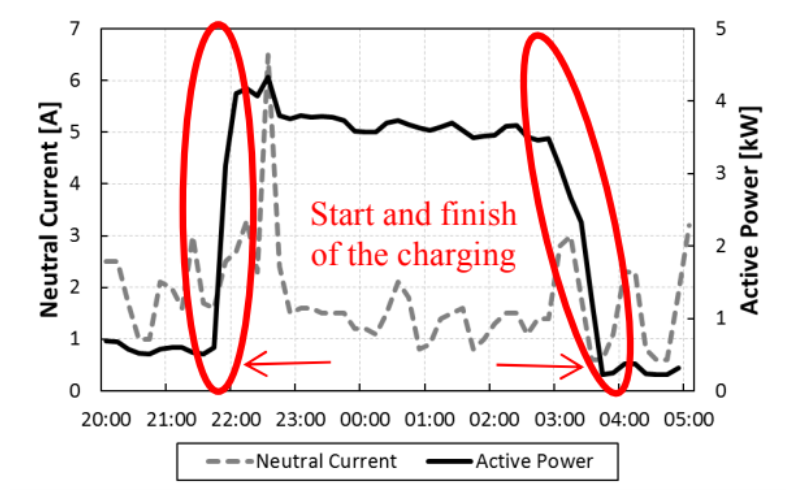 7
6
5
4
3
2
1
0
Neutral Current [A]
5
4
3
2
1
0
Active Power [kW]
Start and finish
of the charging
20:00 21:00 22:00 23:00 00:00 01:00 02:00 03:00 04:00 05:00
Neutral Current Active Power